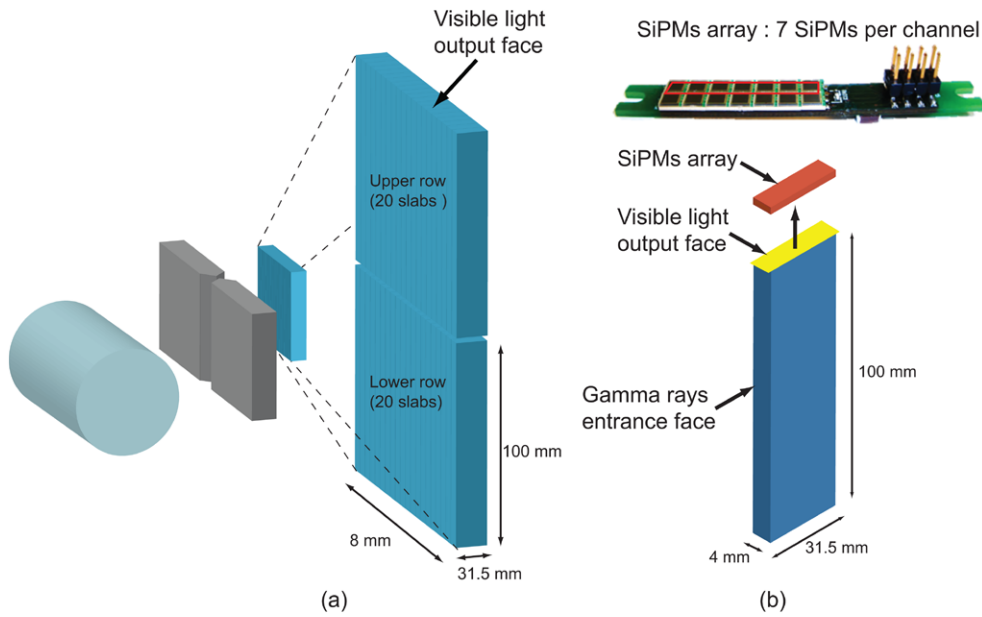 Visible light
output face
Upper row
(20 slabs )
Lower row
(20 slabs)
100 mm
8 mm
31.5 mm
(a)
SiPMs array : 7 SiPMs per channel
SiPMs array
Visible light
output face
Gamma rays
entrance face
100 mm
4 mm
31.5 mm
(b)